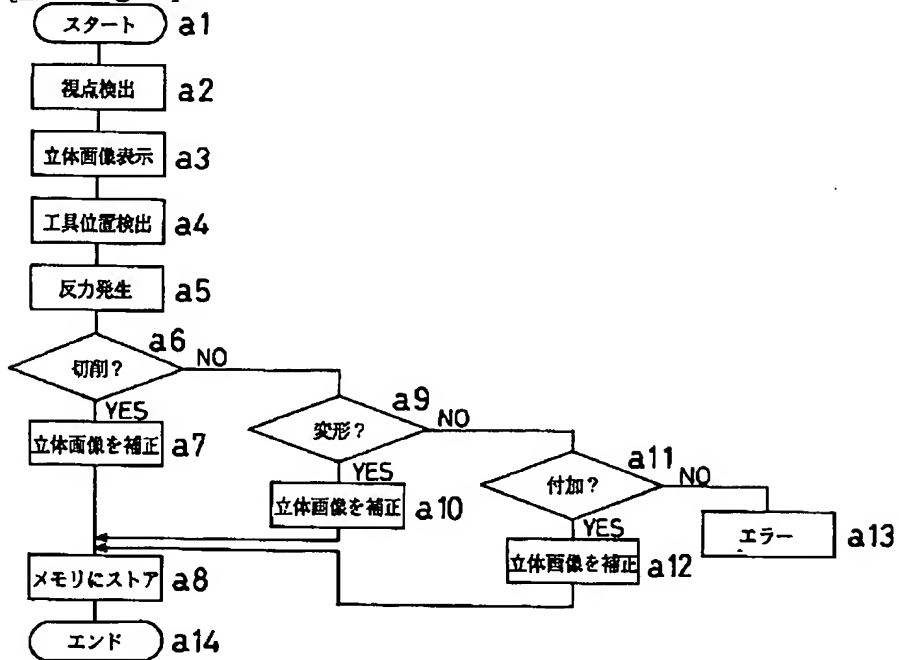 スタート a1
視点検出 a2
立体画像表示 a3
工具位置検出 a4
反力発生 a5
切削? a6 NO
YES
立体画像を補正 a7
変形? a9 NO
YES
立体画像を補正 a10
付加? a11 NO
YES
立体画像を補正 a12
エラー a13
メモリにストア a8
エンド a14